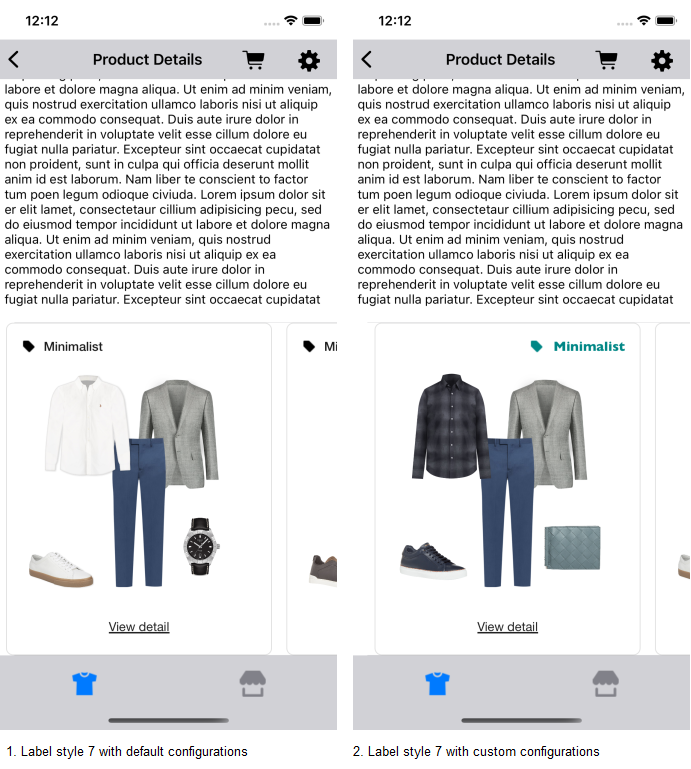 12:12
Product Details
labore et dolore magna aliqua. Ut enim ad minim veniam,
quis nostrud exercitation ullamco laboris nisi ut aliquip
ex ea commodo consequat. Duis aute irure dolor in
reprehenderit in voluptate velit esse cillum dolore eu
fugiat nulla pariatur. Excepteur sint occaecat cupidatat
non proident, sunt in culpa qui officia deserunt mollit
anim id est laborum. Nam liber te conscient to factor
tum poen legum odioque civiuda. Lorem ipsum dolor sit
er elit lamet, consectetaur cillium adipisicing pecu, sed
do eiusmod tempor incididunt ut labore et dolore magna
aliqua. Ut enim ad minim veniam, quis nostrud
exercitation ullamco laboris nisi ut aliquip ex ea
commodo consequat. Duis aute irure dolor in
reprehenderit in voluptate velit esse cillum dolore eu
fugiat nulla pariatur. Excepteur sint occaecat cupidatat
Minimalist
Mi
View detail
1. Label style 7 with default configurations
12:12
Product Details
labore et dolore magna aliqua. Ut enim ad minim veniam,
quis nostrud exercitation ullamco laboris nisi ut aliquip
ex ea commodo consequat. Duis aute irure dolor in
reprehenderit in voluptate velit esse cillum dolore eu
fugiat nulla pariatur. Excepteur sint occaecat cupidatat
non proident, sunt in culpa qui officia deserunt mollit
anim id est laborum. Nam liber te conscient to factor
tum poen legum odioque civiuda. Lorem ipsum dolor sit
er elit lamet, consectetaur cillium adipisicing pecu, sed
do eiusmod tempor incididunt ut labore et dolore magna
aliqua. Ut enim ad minim veniam, quis nostrud
exercitation ullamco laboris nisi ut aliquip ex ea
commodo consequat. Duis aute irure dolor in
reprehenderit in voluptate velit esse cillum dolore eu
fugiat nulla pariatur. Excepteur sint occaecat cupidatat
Minimalist
View detail
2. Label style 7 with custom configurations